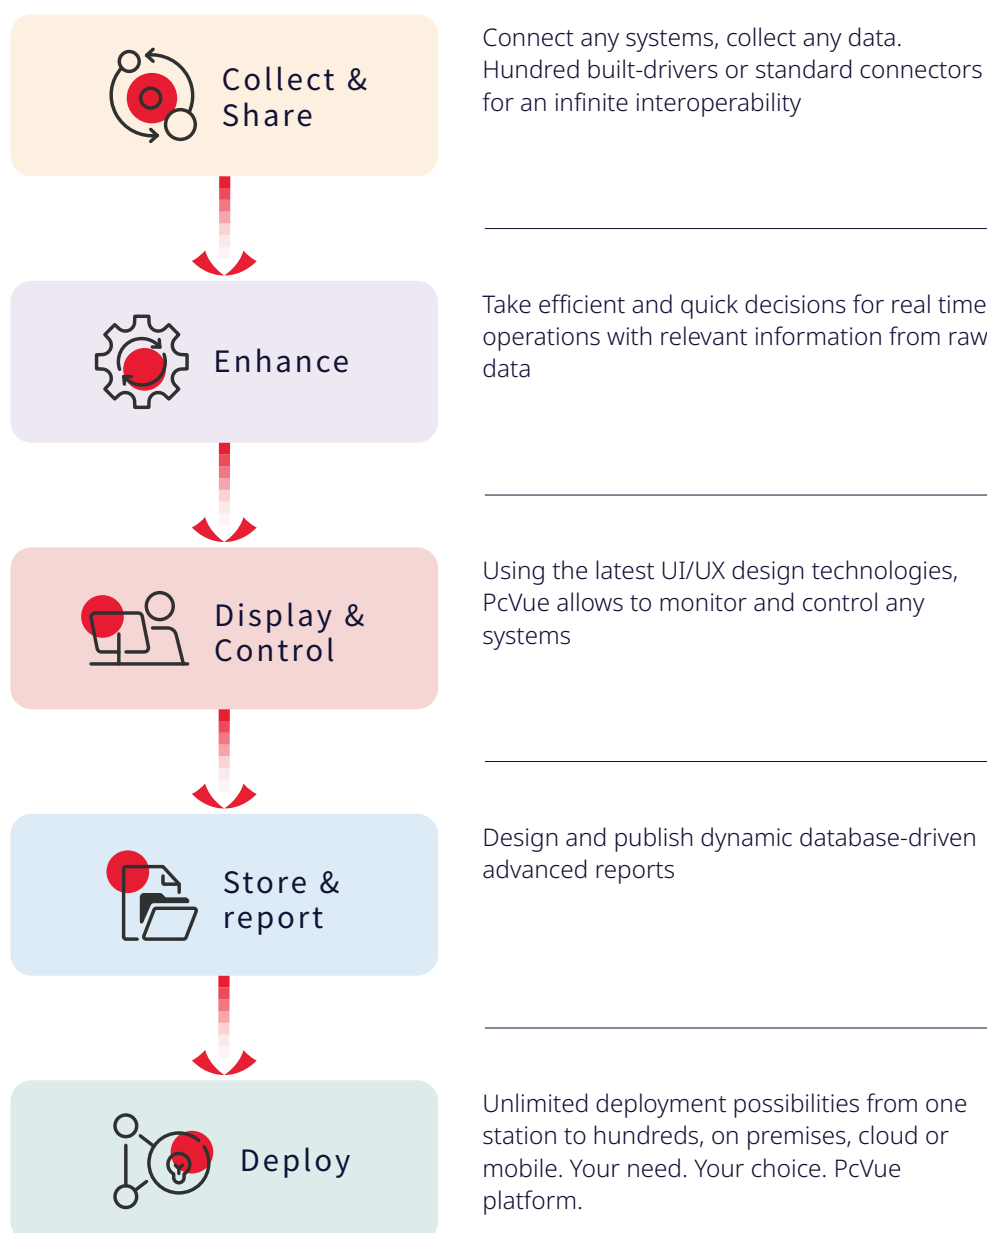 Collect &
Share
Connect any systems, collect any data.
Hundred built-drivers or standard connectors
for an infinite interoperability
Enhance
Take efficient and quick decisions for real time
operations with relevant information from raw
data
Display &
Control
Using the latest UI/UX design technologies,
PcVue allows to monitor and control any
systems
Store &
report
Design and publish dynamic database-driven
advanced reports
Deploy
Unlimited deployment possibilities from one
station to hundreds, on premises, cloud or
mobile. Your need. Your choice. PcVue
platform.